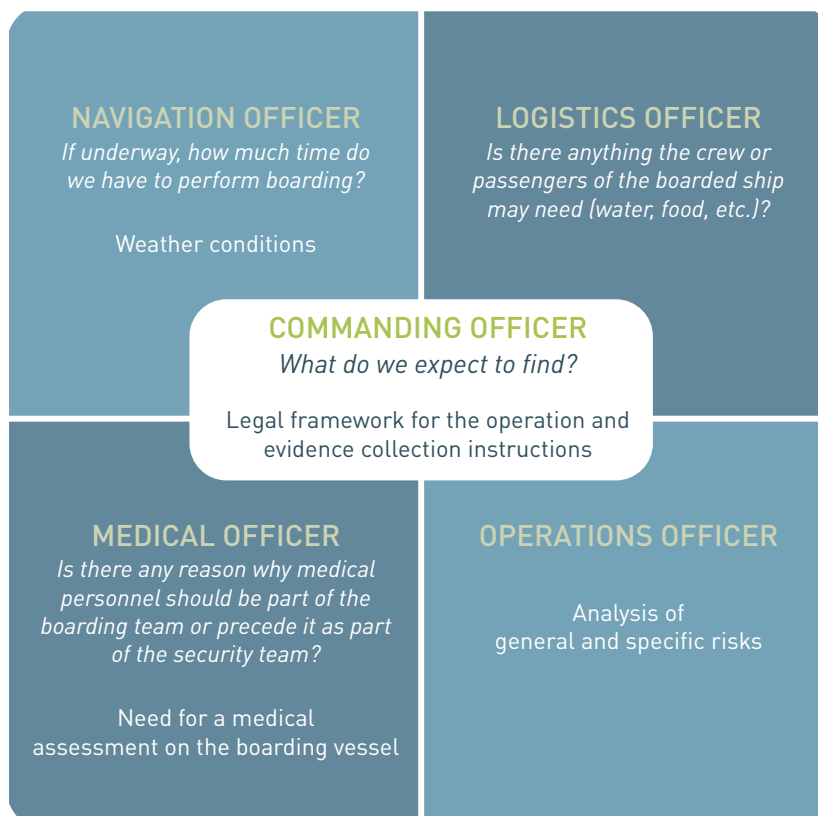 NAVIGATION OFFICER
If underway, how much time do
we have to perform boarding?
Weather conditions
LOGISTICS OFFICER
Is there anything the crew or
passengers of the boarded ship
may need (water, food, etc.)?
COMMANDING OFFICER
What do we expect to find?
Legal framework for the operation and
evidence collection instructions
MEDICAL OFFICER
Is there any reason why medical
personnel should be part of the
boarding team or precede it as part
of the security team?
Need for a medical
assessment on the boarding vessel
OPERATIONS OFFICER
Analysis of
general and specific risks